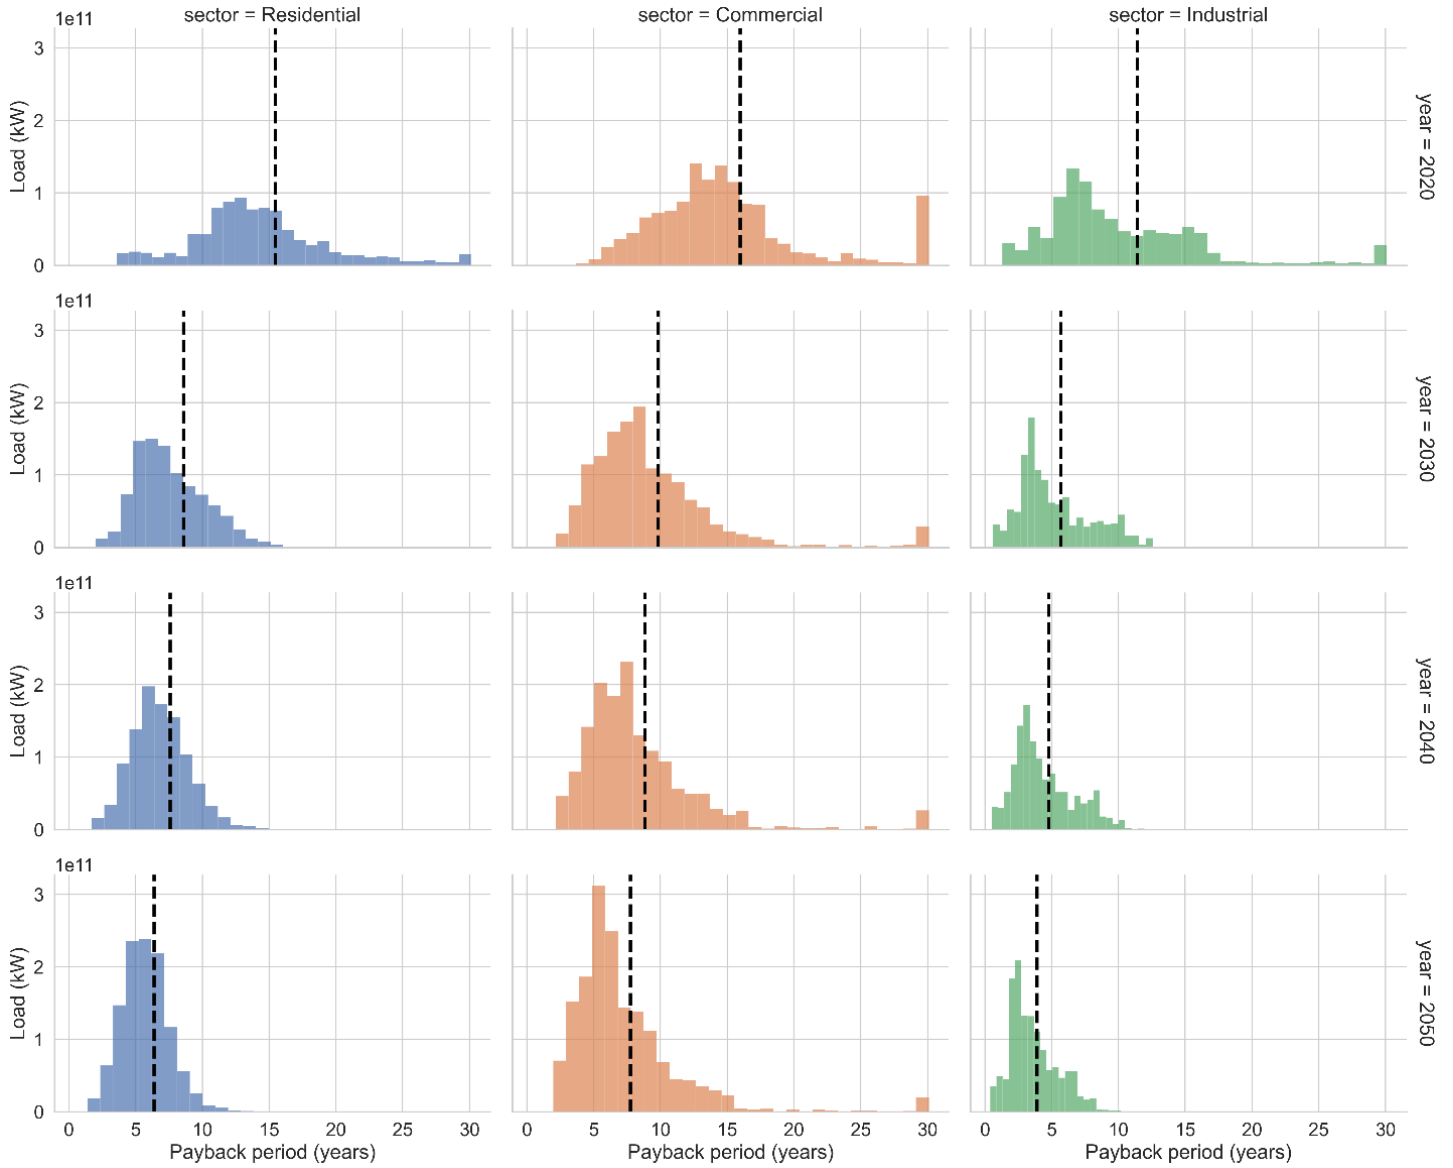 sector = Residential
sector = Commercial
sector = Industrial
1e11
3
2
1
0
Load (kW)
year = 2020
1e11
3
2
1
0
Load (kW)
year = 2030
1e11
3
2
1
0
Load (kW)
year = 2040
1e11
3
2
1
0
Load (kW)
year = 2050
0 5 10 15 20 25 30
0 5 10 15 20 25 30
0 5 10 15 20 25 30
Payback period (years)
Payback period (years)
Payback period (years)